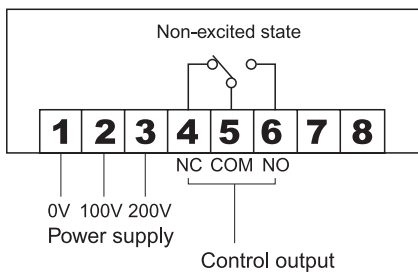 Non-excited state
1 2 3 4 5 6 7 8
NC COM NO
0V 100V 200V
Power supply
Control output